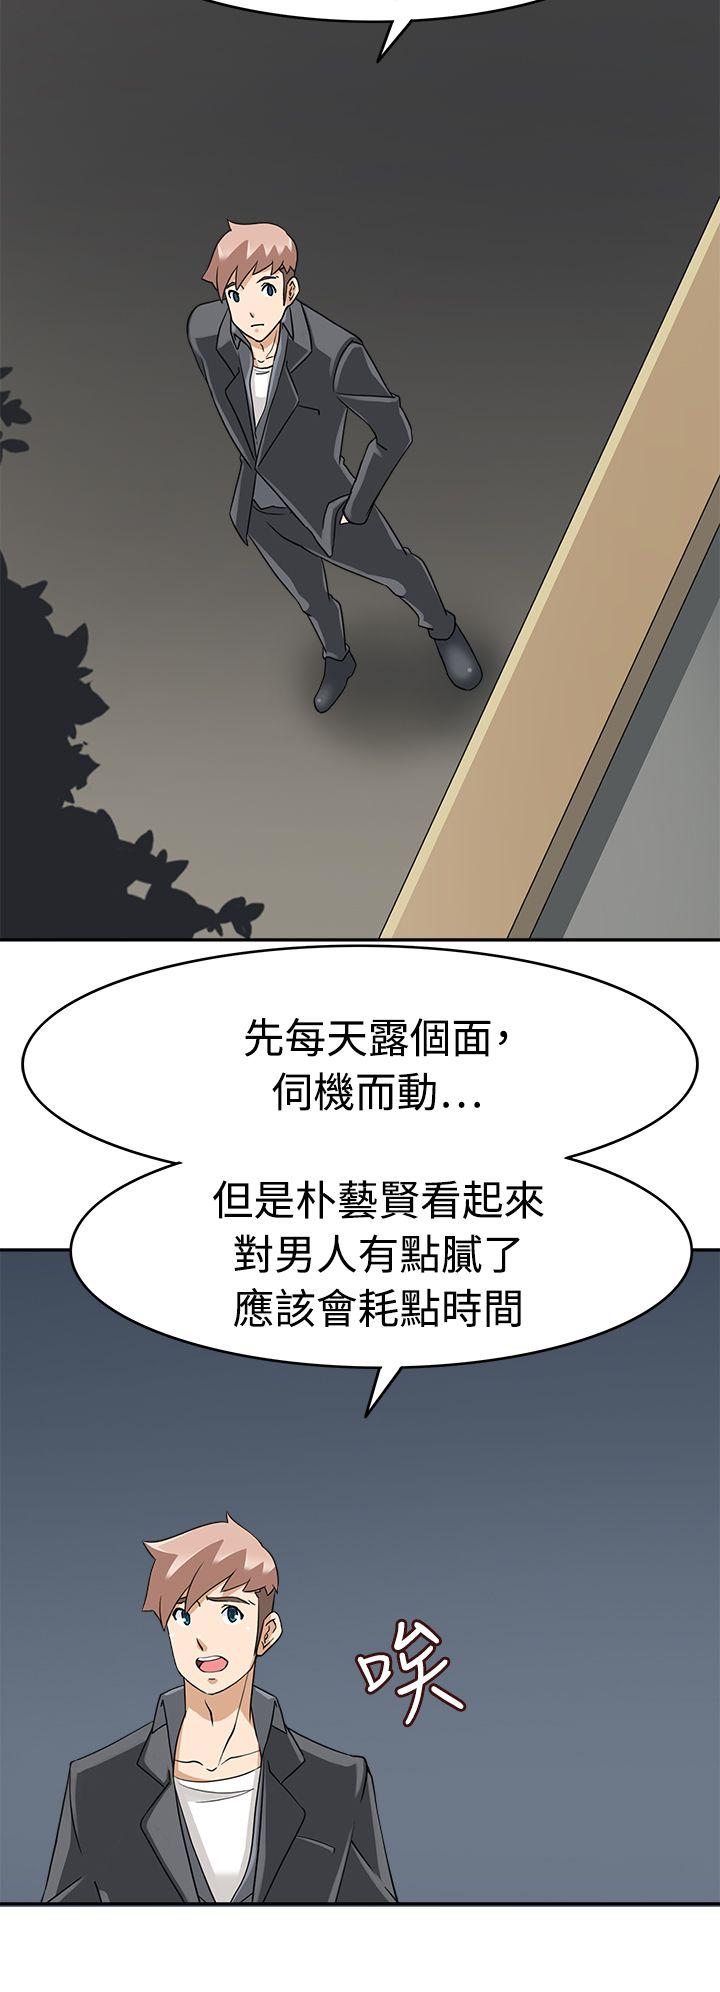 先每天露個面，
伺機而動...
但是朴藝賢看起來
對男人有點膩了
應該會耗點時間
唉